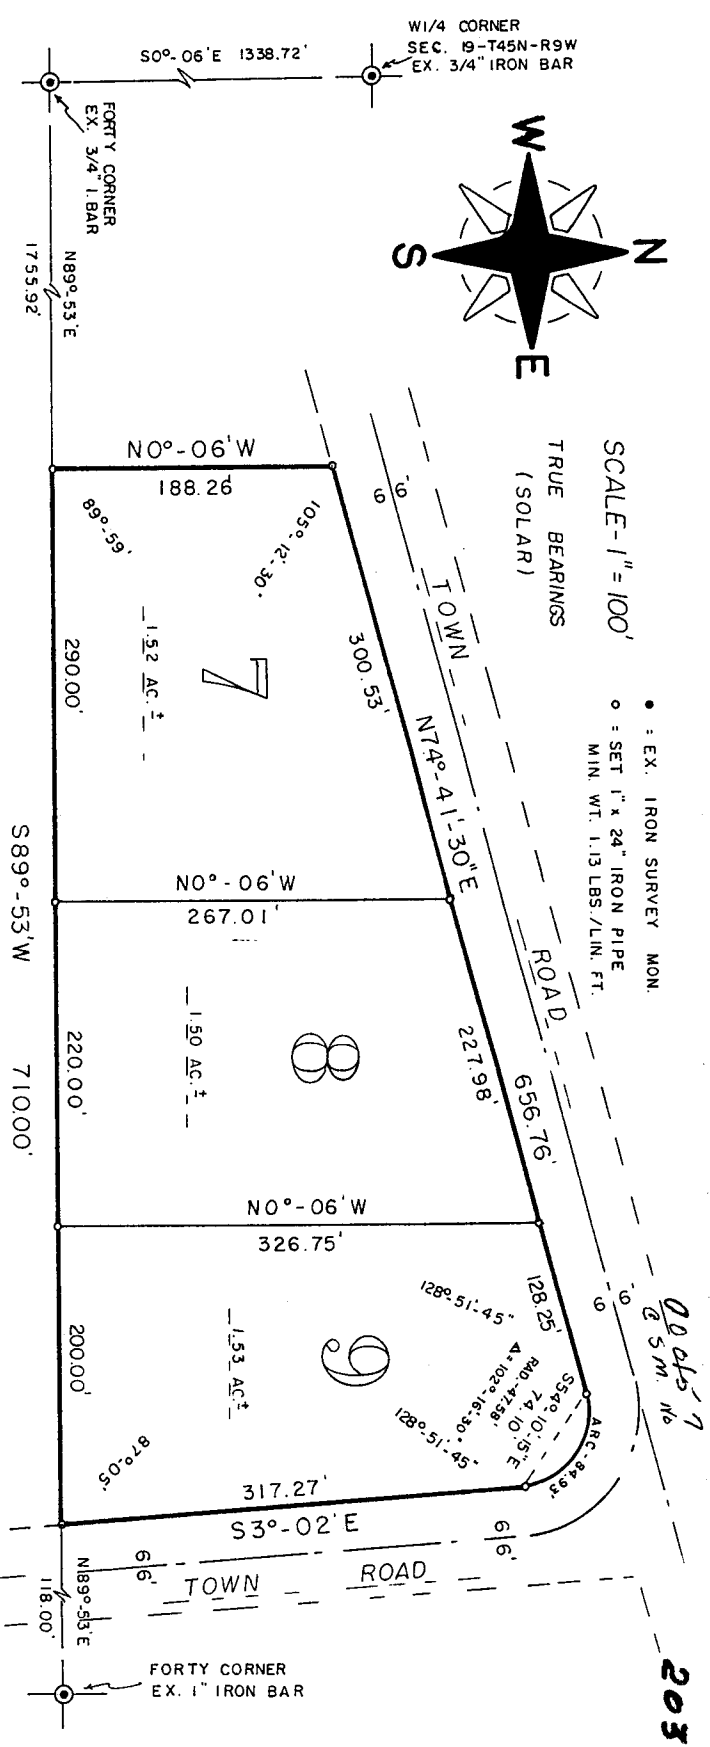 W1/4 CORNER
SEC. 19-T45N-R9W
EX. 3/4" IRON BAR
S0°-06'E 1338.72'
FORTY CORNER
EX. 3/4" I. BAR
N89°-53'E
1755.92'
W
N
S
E
SCALE-1"=100'
TRUE BEARINGS
(SOLAR)
• = EX. IRON SURVEY MON.
o = SET 1" x 24" IRON PIPE
MIN. WT. 1.13 LBS./LIN. FT.
N0°-06'W
188.26'
89°-59'
105°-12'-30"
66'
TOWN ROAD
300.53'
N74°-41'-30"E
656.76'
7
1.52 AC.±
290.00'
N0°-06'W
267.01'
8
1.50 AC.±
227.98'
220.00'
S89°-53'W 710.00'
N0°-06'W
326.75'
9
1.53 AC±
128.25'
128°-51'-45"
128°-51'-45"
S54°-10'-15"E
74.10'
RAD.-47.58'
Δ=102°-16'-30"
ARC-84.93'
66'
200.00'
87°-05'
317.27'
S3°-02'E
66'
66'
TOWN ROAD
N89°-53'E
118.00'
FORTY CORNER
EX. 1" IRON BAR
203